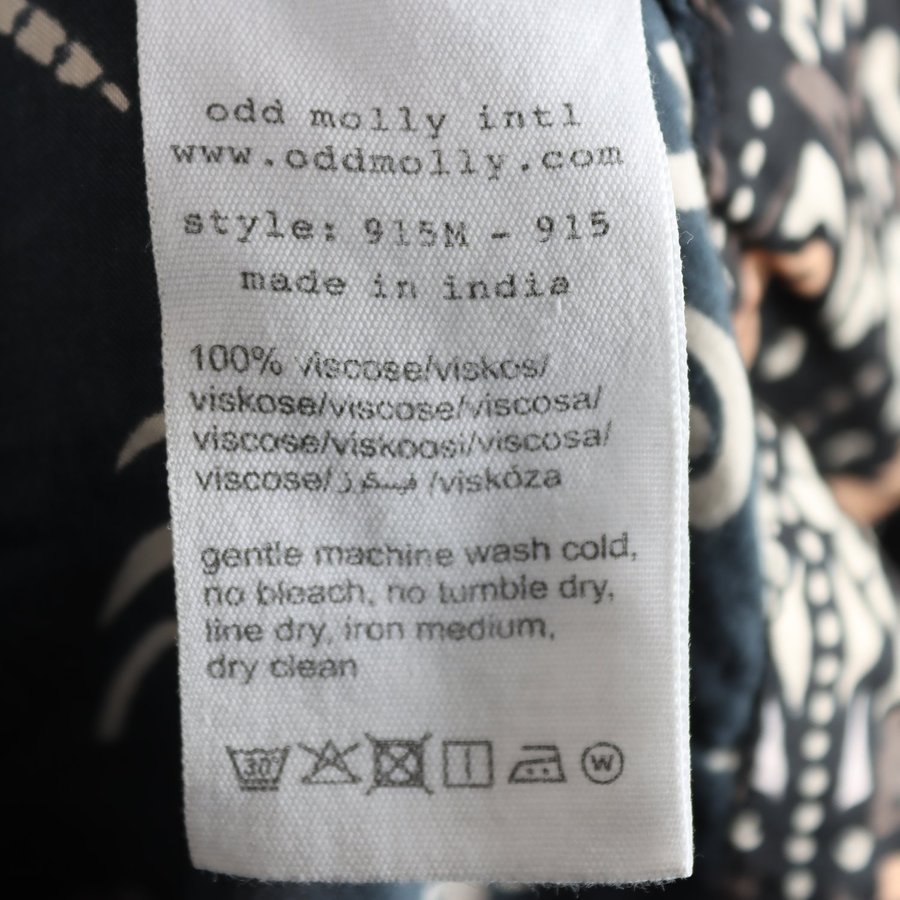 odd molly intl
www.oddmolly.com
style: 915M - 915
made in india
100% viscose/viskos/
viskose/viscose/viscosa/
viscose/viskoosi/viscosa/
viscose/فيسكوز /viskóza
gentle machine wash cold,
no bleach, no tumble dry,
line dry, iron medium,
dry clean
30° W